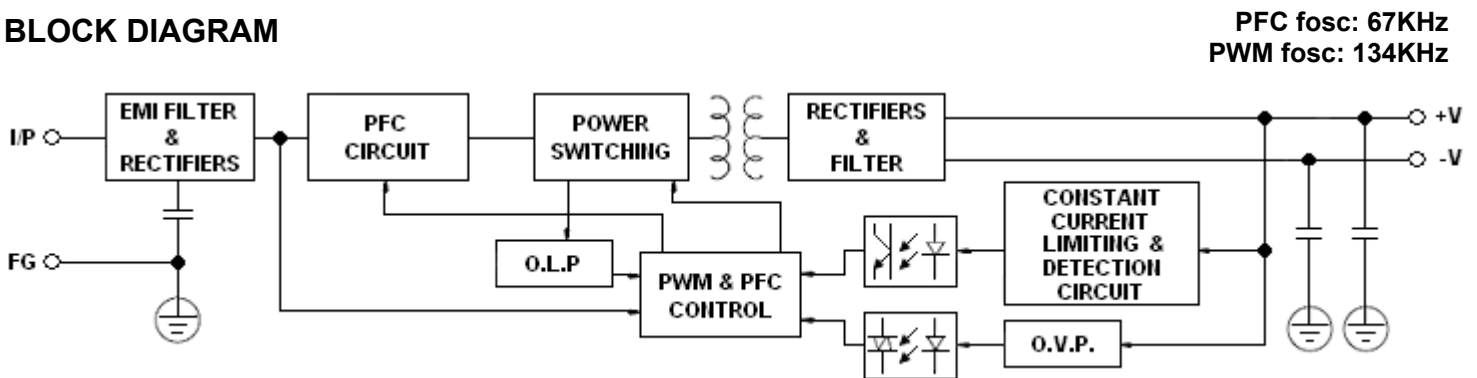 BLOCK DIAGRAM
PFC fosc: 67KHz
PWM fosc: 134KHz
I/P
EMI FILTER
&
RECTIFIERS
PFC
CIRCUIT
POWER
SWITCHING
RECTIFIERS
&
FILTER
+V
-V
FG
O.L.P
PWM & PFC
CONTROL
CONSTANT
CURRENT
LIMITING &
DETECTION
CIRCUIT
O.V.P.